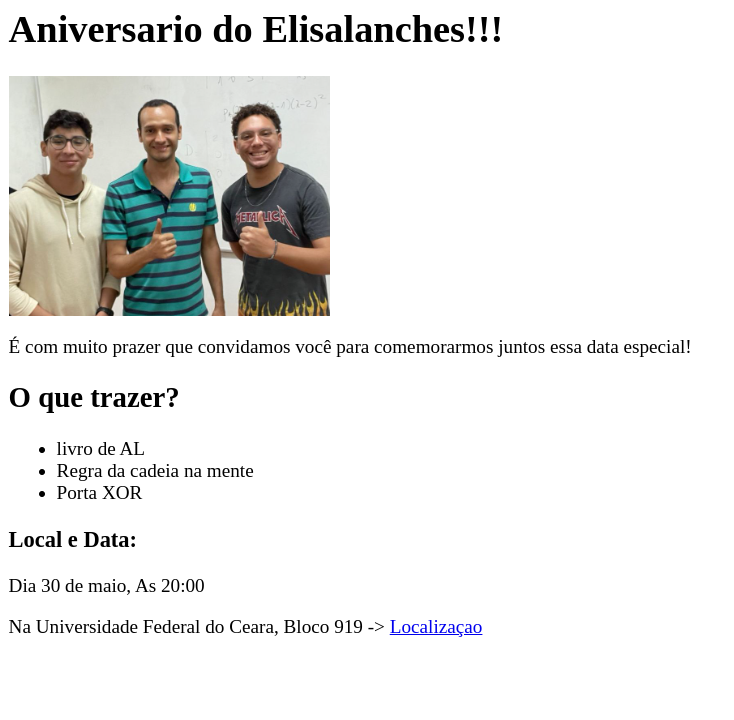 Aniversario do Elisalanches!!!
METALLICA
É com muito prazer que convidamos você para comemorarmos juntos essa data especial!
O que trazer?
livro de AL
Regra da cadeia na mente
Porta XOR
Local e Data:
Dia 30 de maio, As 20:00
Na Universidade Federal do Ceara, Bloco 919 -> Localizaçao